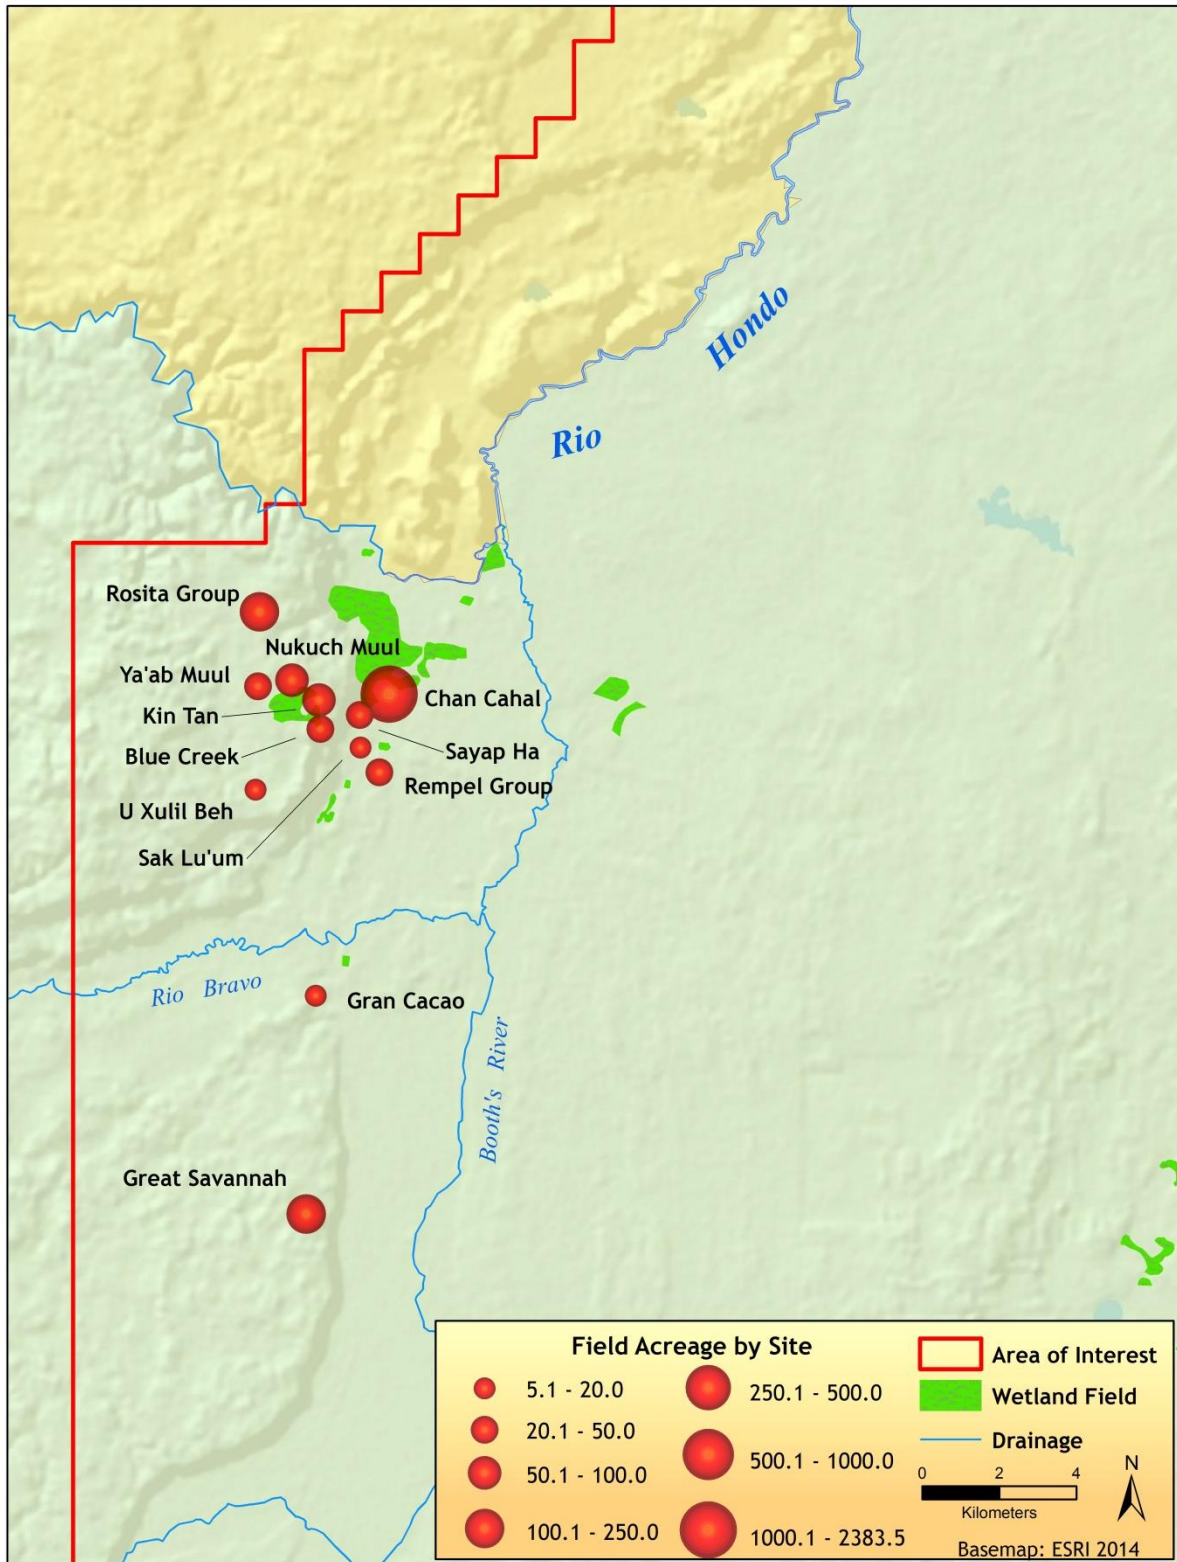 Hondo
Rio
Rosita Group
Nukuch Muul
Ya'ab Muul
Chan Cahal
Kin Tan
Sayap Ha
Blue Creek
Rempel Group
U Xulil Beh
Sak Lu'um
Rio Bravo
Gran Cacao
Booth's River
Great Savannah
Field Acreage by Site
5.1 - 20.0
20.1 - 50.0
50.1 - 100.0
100.1 - 250.0
250.1 - 500.0
500.1 - 1000.0
1000.1 - 2383.5
Area of Interest
Wetland Field
Drainage
N
0 2 4
Kilometers
Basemap: ESRI 2014